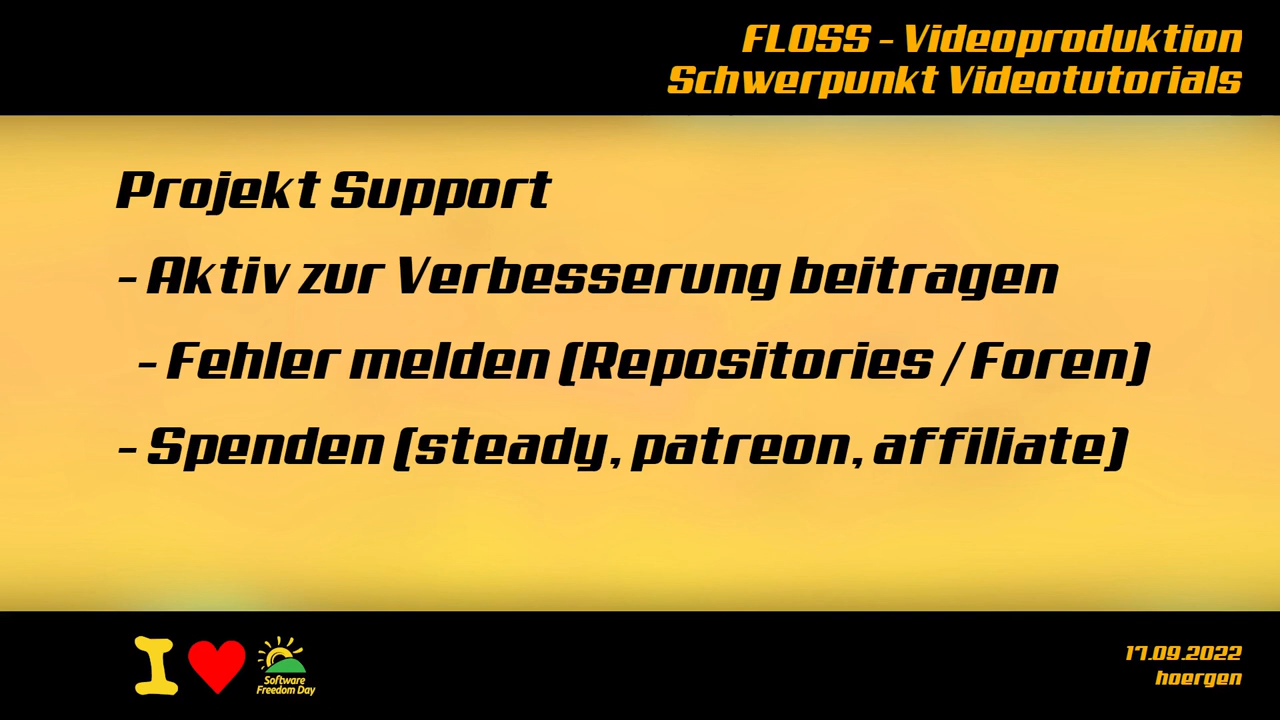 FLOSS - Videoproduktion
Schwerpunkt Videotutorials
Projekt Support
- Aktiv zur Verbesserung beitragen
- Fehler melden (Repositories / Foren)
- Spenden (steady, patreon, affiliate)
I
Software
Freedom Day
17.09.2022
hoergen